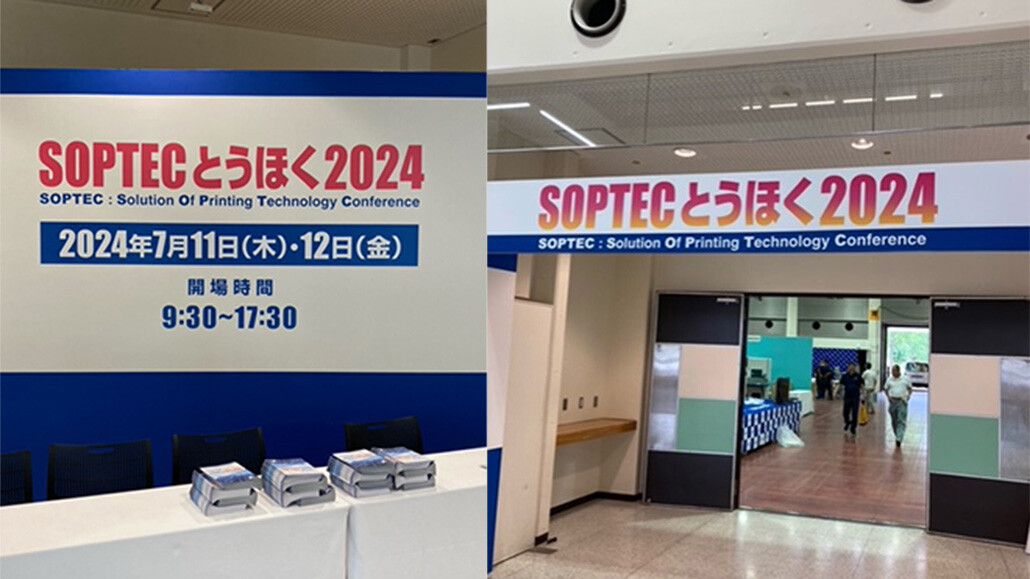 SOPTECとうほく2024
SOPTEC : Solution Of Printing Technology Conference
2024年7月11日(木)・12日(金)
開場時間
9:30~17:30
SOPTECとうほく2024
SOPTEC : Solution Of Printing Technology Conference